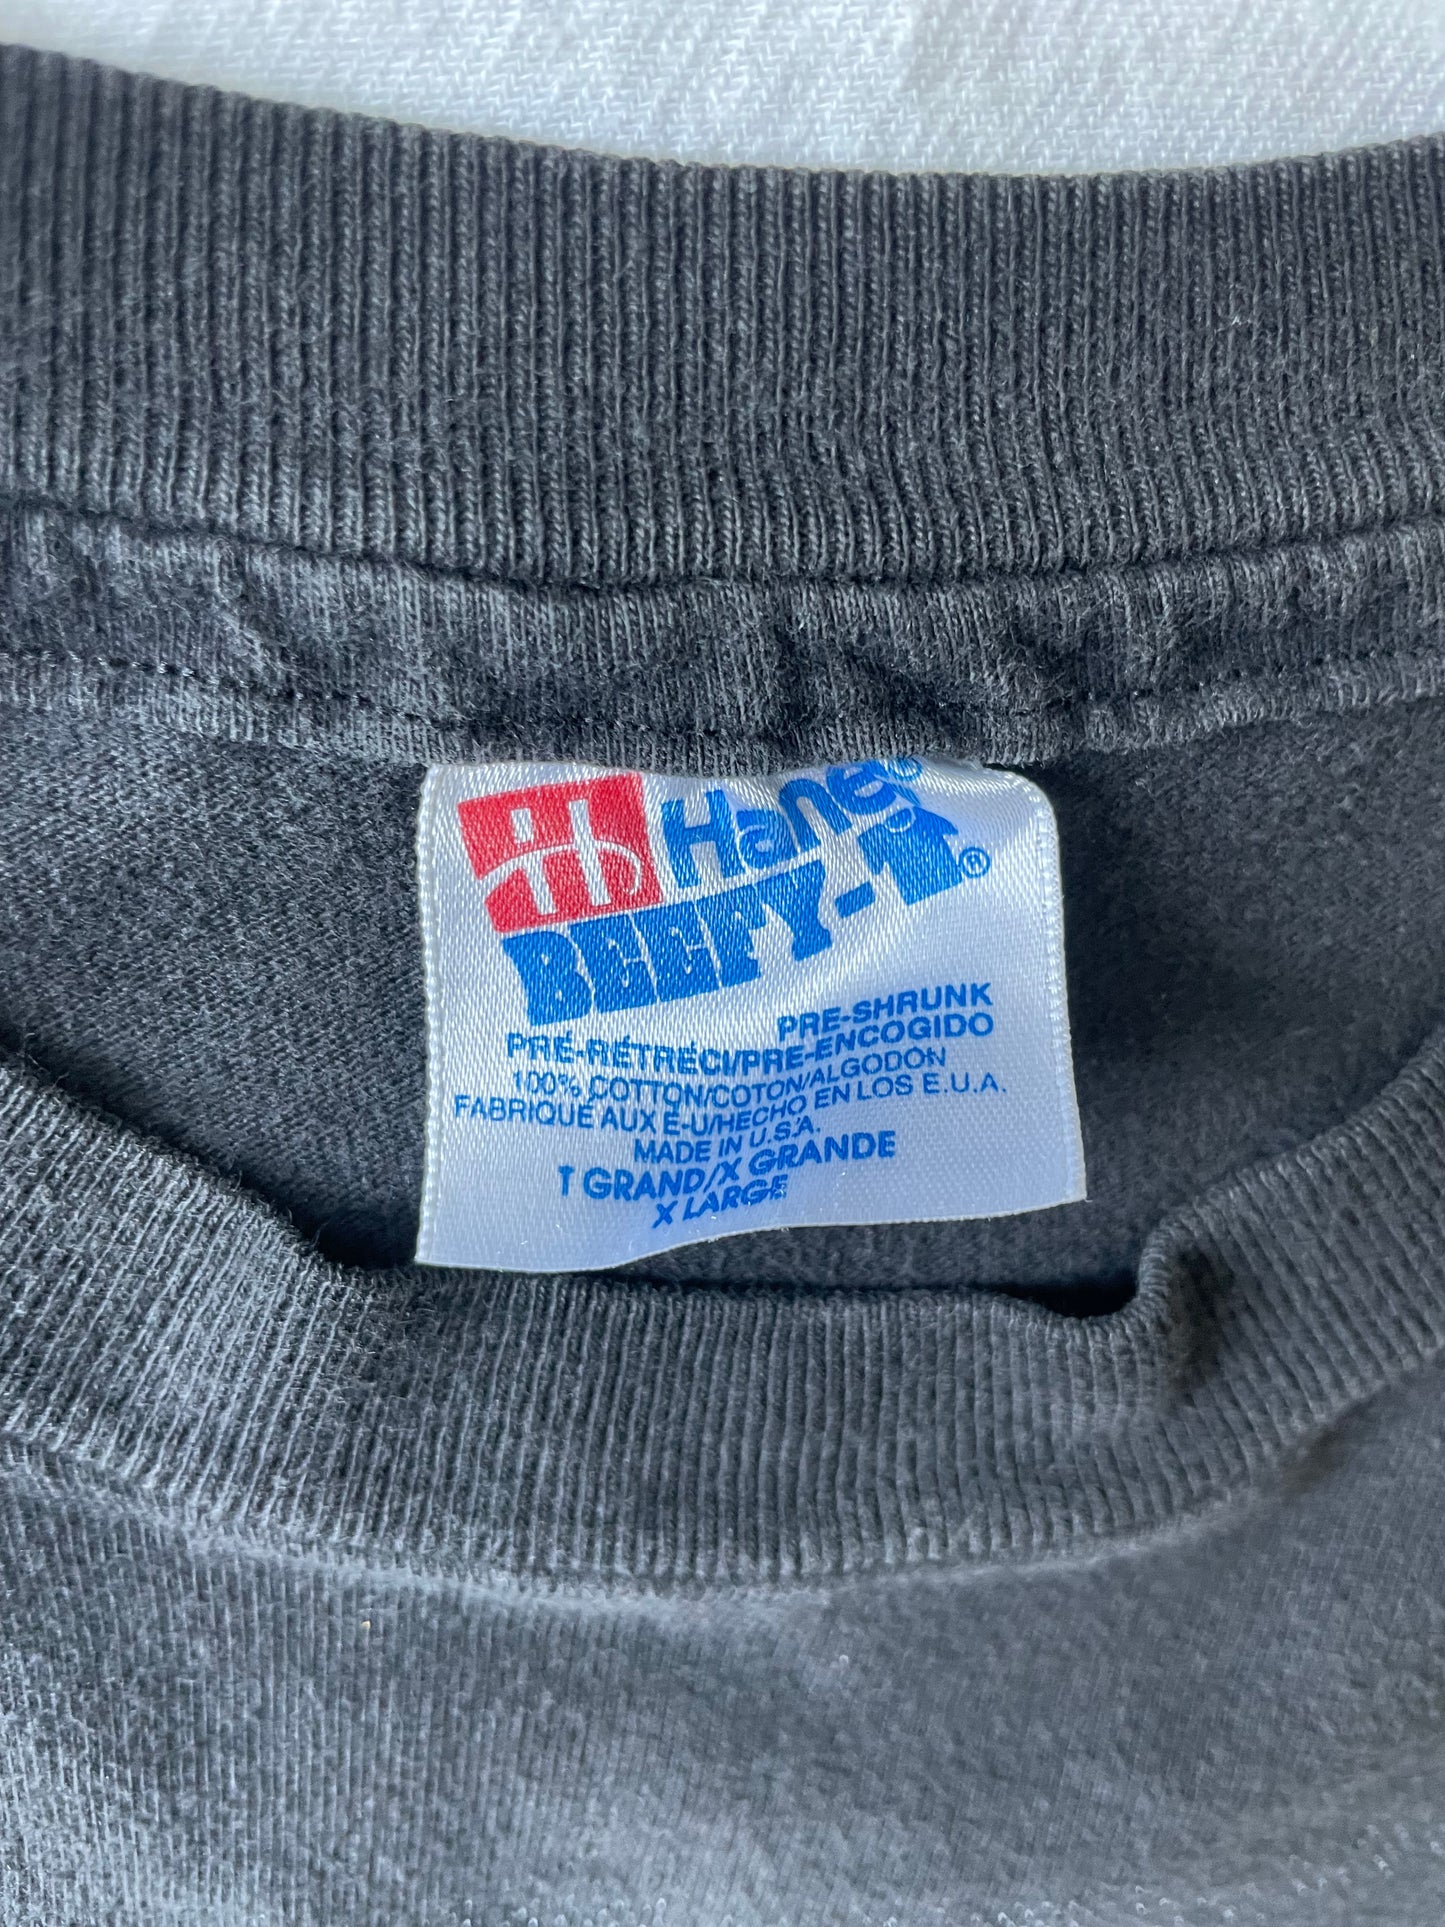 Hanes®
BEEFY-T®
PRE-SHRUNK
PRÉ-RÉTRÉCI/PRE-ENCOGIDO
100% COTTON/COTON/ALGODON
FABRIQUÉ AUX É-U/HECHO EN LOS E.U.A.
MADE IN U.S.A.
T GRAND/X GRANDE
X LARGE